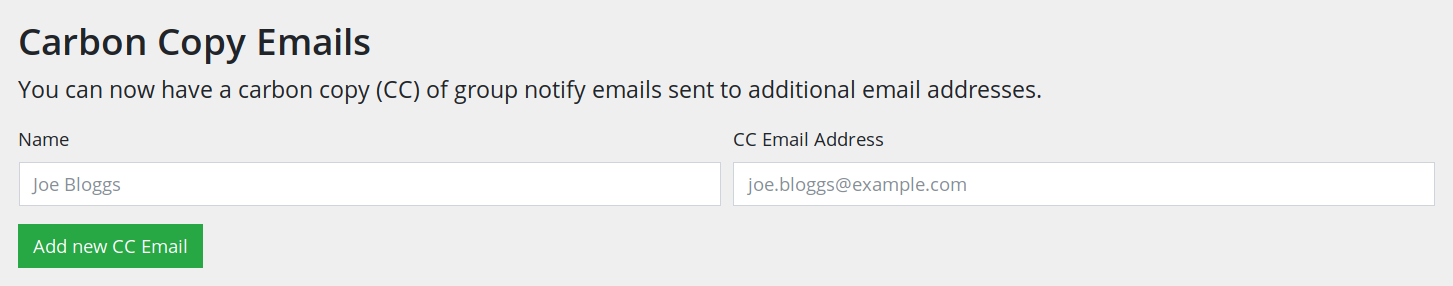 Carbon Copy Emails
You can now have a carbon copy (CC) of group notify emails sent to additional email addresses.
Name
CC Email Address
Joe Bloggs
joe.bloggs@example.com
Add new CC Email